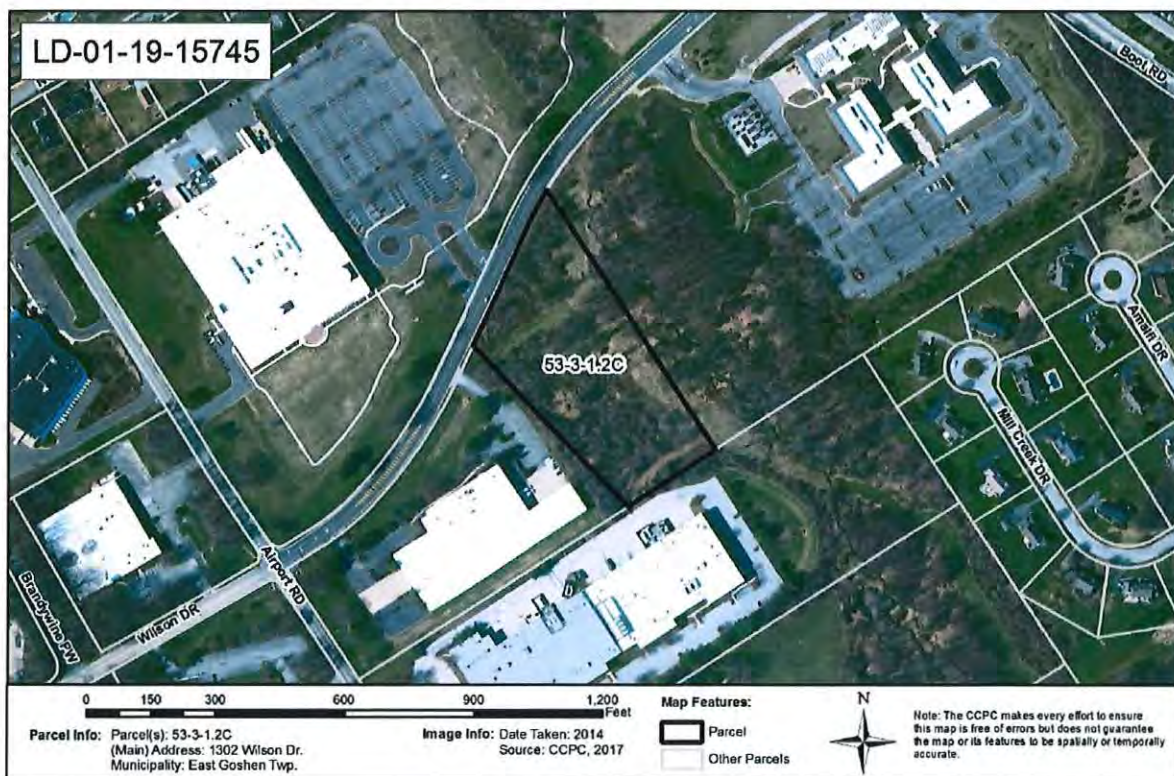 LD-01-19-15745
Boot RD
53-3-1.2C
Amalfi DR
Mill Creek DR
Airport RD
Wilson DR
Brandywine PW
0 150 300 600 900 1,200
Feet
Parcel Info: Parcel(s): 53-3-1.2C
(Main) Address: 1302 Wilson Dr.
Municipality: East Goshen Twp.
Image Info: Date Taken: 2014
Source: CCPC, 2017
Map Features:
Parcel
Other Parcels
N
Note: The CCPC makes every effort to ensure
this map is free of errors but does not guarantee
the map or its features to be spatially or temporally
accurate.